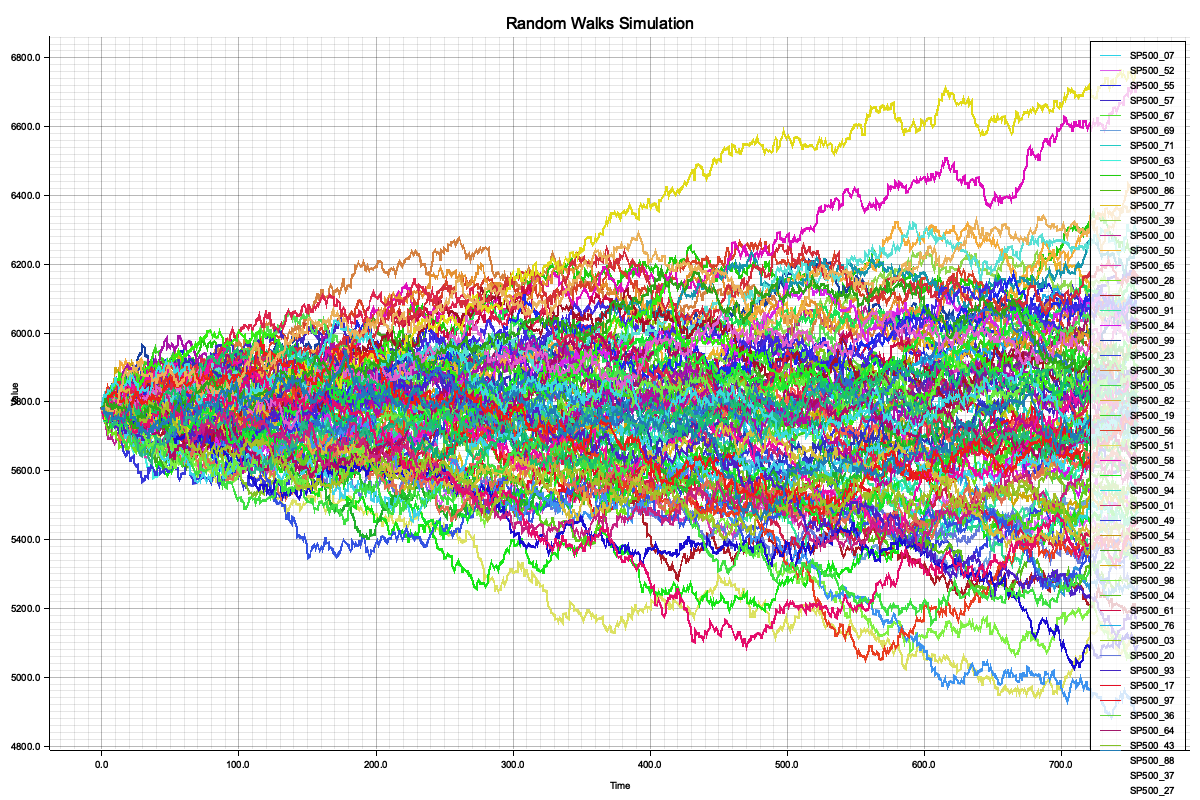 Random Walks Simulation
6800.0
6600.0
6400.0
6200.0
6000.0
5800.0
5600.0
5400.0
5200.0
5000.0
4800.0
Value
0.0
100.0
200.0
300.0
400.0
500.0
600.0
700.0
Time
SP500_07
SP500_52
SP500_55
SP500_57
SP500_67
SP500_69
SP500_71
SP500_63
SP500_10
SP500_86
SP500_77
SP500_39
SP500_00
SP500_50
SP500_65
SP500_28
SP500_80
SP500_91
SP500_84
SP500_99
SP500_23
SP500_30
SP500_05
SP500_82
SP500_19
SP500_56
SP500_51
SP500_58
SP500_74
SP500_94
SP500_01
SP500_49
SP500_54
SP500_83
SP500_22
SP500_98
SP500_04
SP500_61
SP500_76
SP500_03
SP500_20
SP500_93
SP500_17
SP500_97
SP500_36
SP500_64
SP500_43
SP500_88
SP500_37
SP500_27